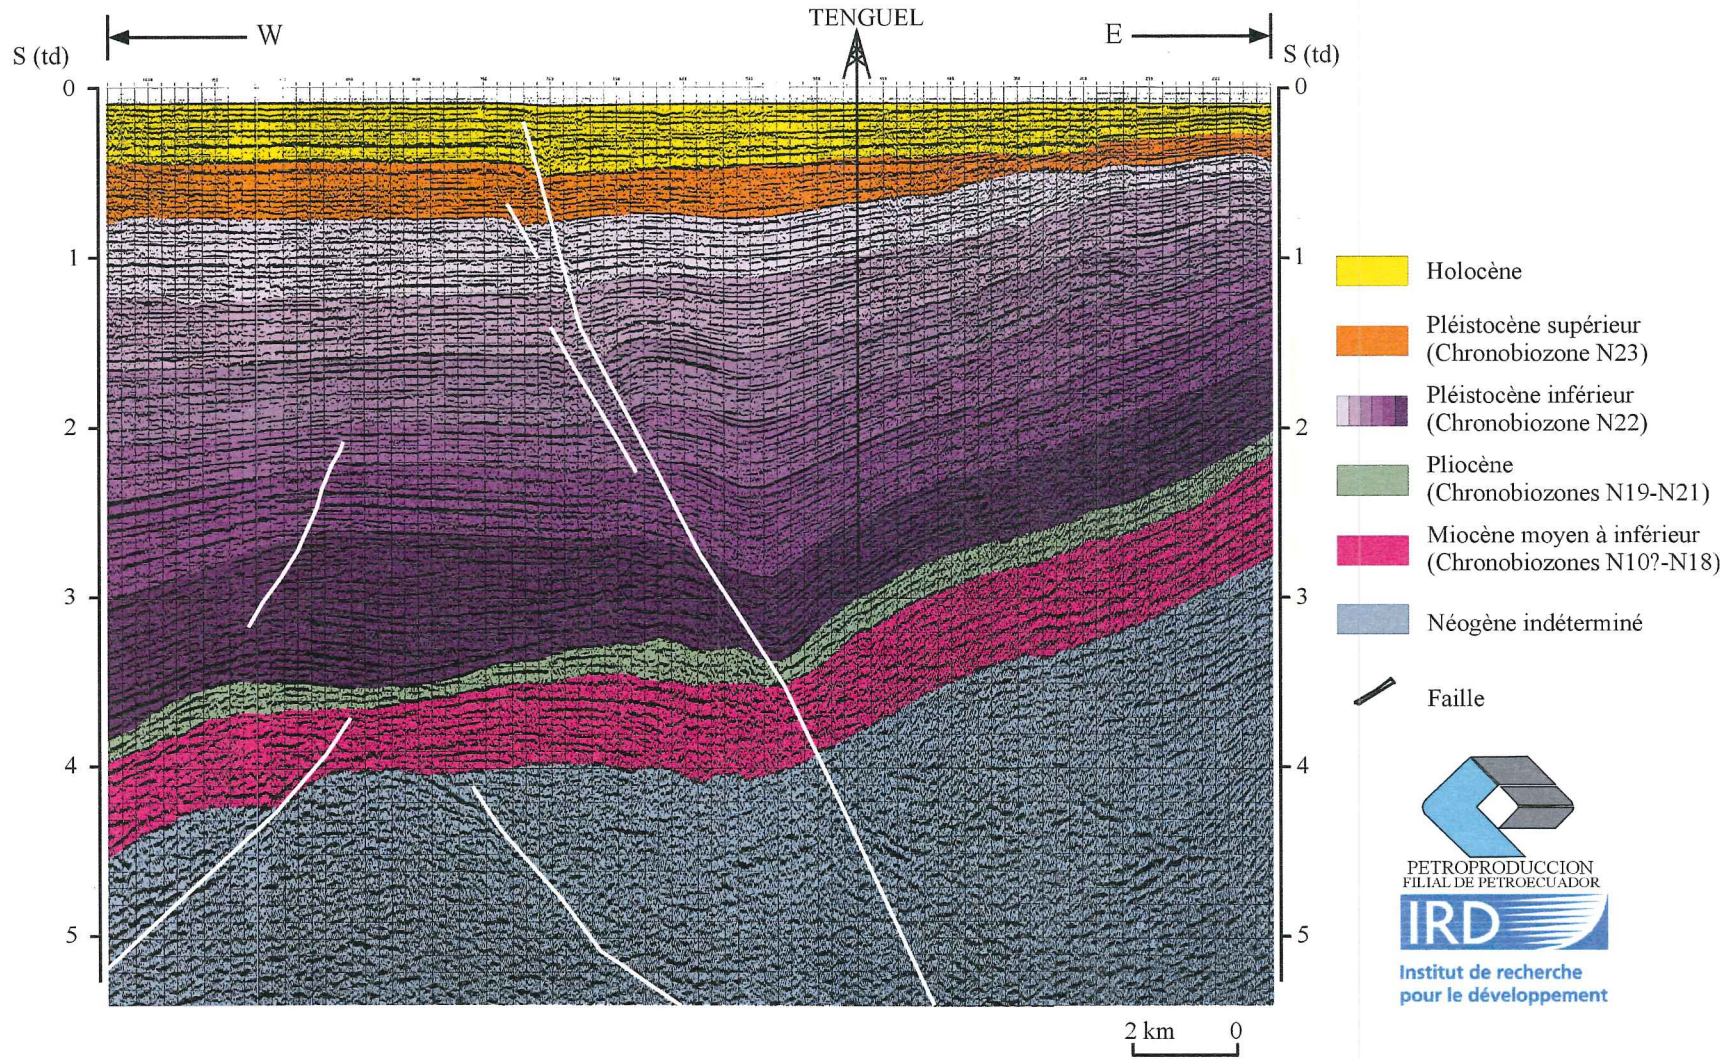 TENGUEL
W
E
S (td)
S (td)
0
0
1
1
2
2
3
3
4
4
5
5
Holocène
Pléistocène supérieur
(Chronobiozone N23)
Pléistocène inférieur
(Chronobiozone N22)
Pliocène
(Chronobiozones N19-N21)
Miocène moyen à inférieur
(Chronobiozones N10?-N18)
Néogène indéterminé
Faille
PETROPRODUCCION
FILIAL DE PETROECUADOR
IRD
Institut de recherche
pour le développement
2 km 0